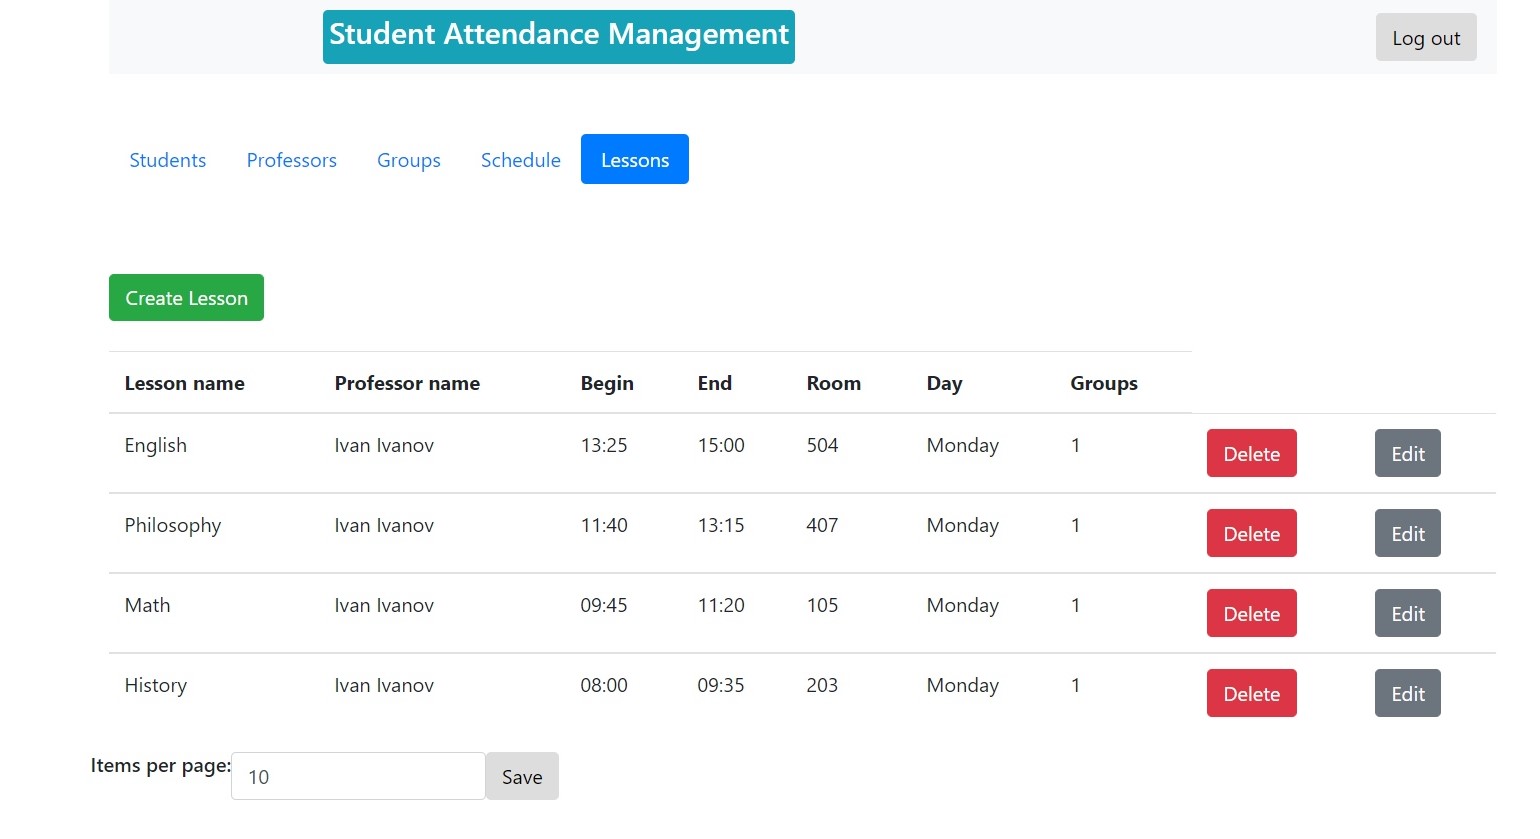 Student Attendance Management
Log out
Students Professors Groups Schedule Lessons
Create Lesson
Lesson name Professor name Begin End Room Day Groups
English Ivan Ivanov 13:25 15:00 504 Monday 1 Delete Edit
Philosophy Ivan Ivanov 11:40 13:15 407 Monday 1 Delete Edit
Math Ivan Ivanov 09:45 11:20 105 Monday 1 Delete Edit
History Ivan Ivanov 08:00 09:35 203 Monday 1 Delete Edit
Items per page: 10 Save